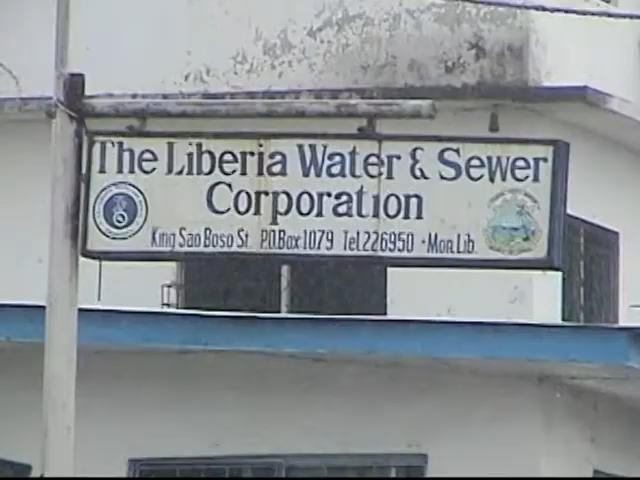 The Liberia Water & Sewer
Corporation
King Sao Boso St. P.O.Box 1079 Tel.226950 • Mon.Lib.